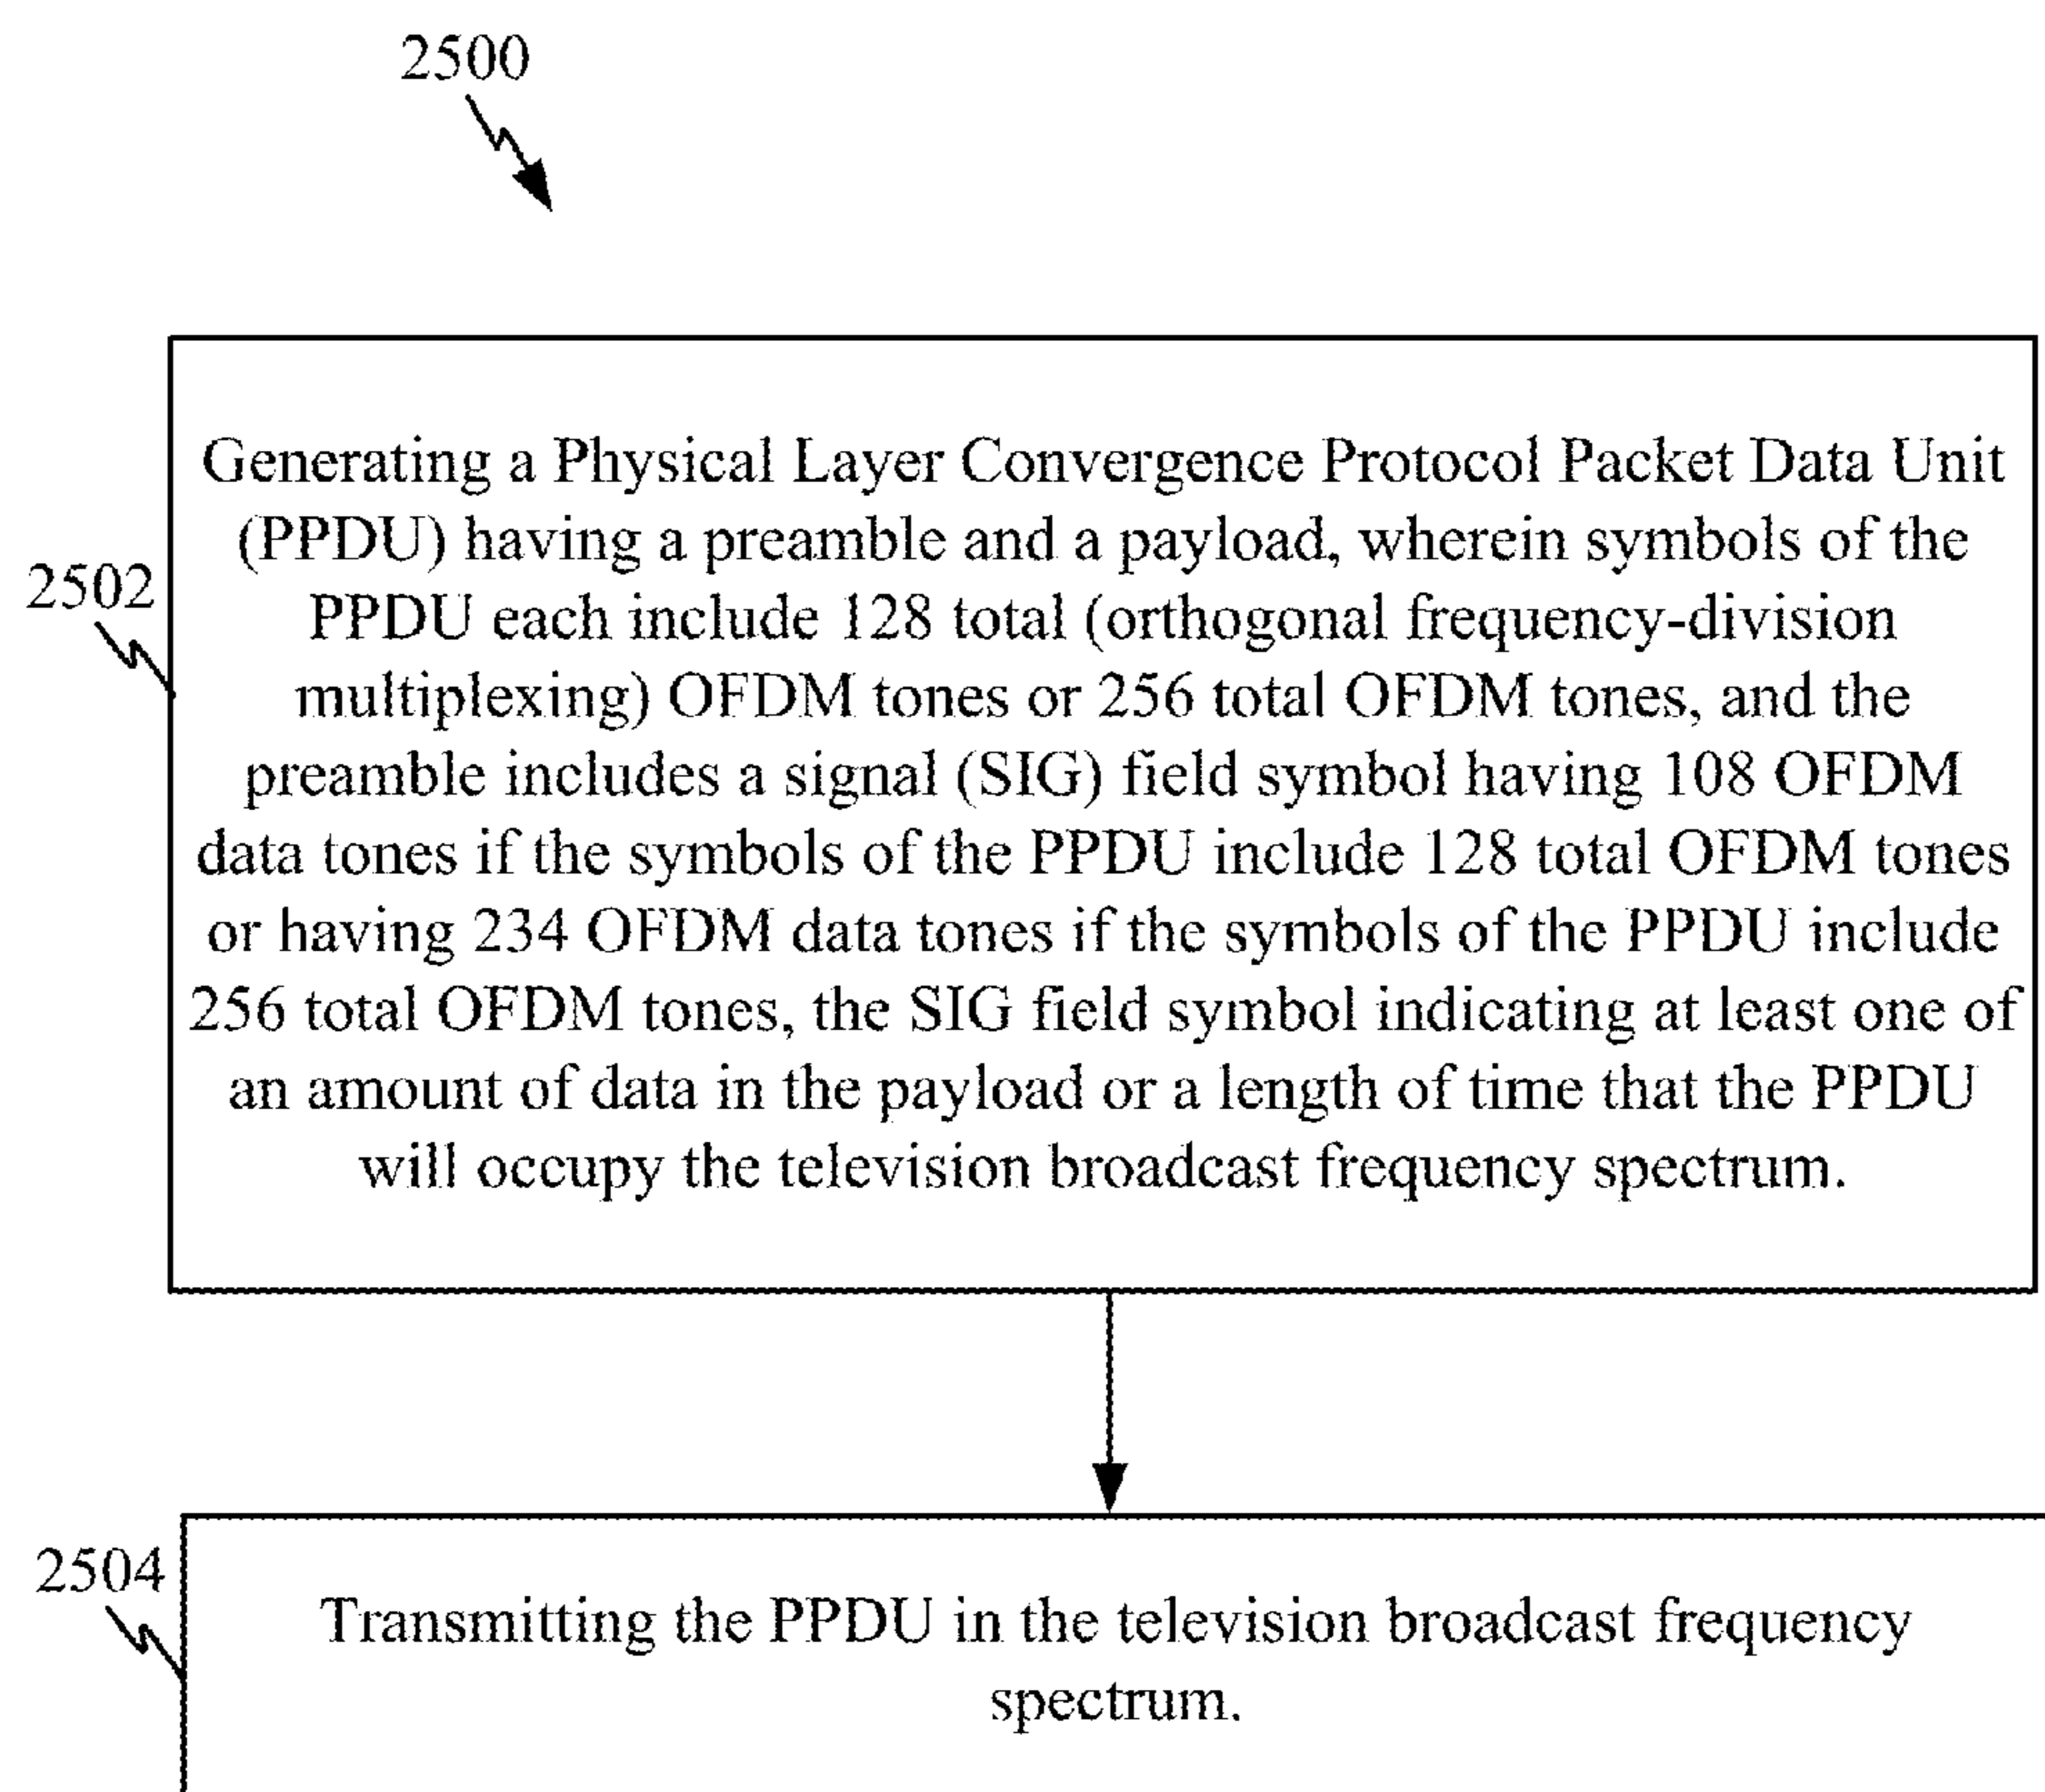 2500
2502
Generating a Physical Layer Convergence Protocol Packet Data Unit
(PPDU) having a preamble and a payload, wherein symbols of the
PPDU each include 128 total (orthogonal frequency-division
multiplexing) OFDM tones or 256 total OFDM tones, and the
preamble includes a signal (SIG) field symbol having 108 OFDM
data tones if the symbols of the PPDU include 128 total OFDM tones
or having 234 OFDM data tones if the symbols of the PPDU include
256 total OFDM tones, the SIG field symbol indicating at least one of
an amount of data in the payload or a length of time that the PPDU
will occupy the television broadcast frequency spectrum.
2504
Transmitting the PPDU in the television broadcast frequency
spectrum.